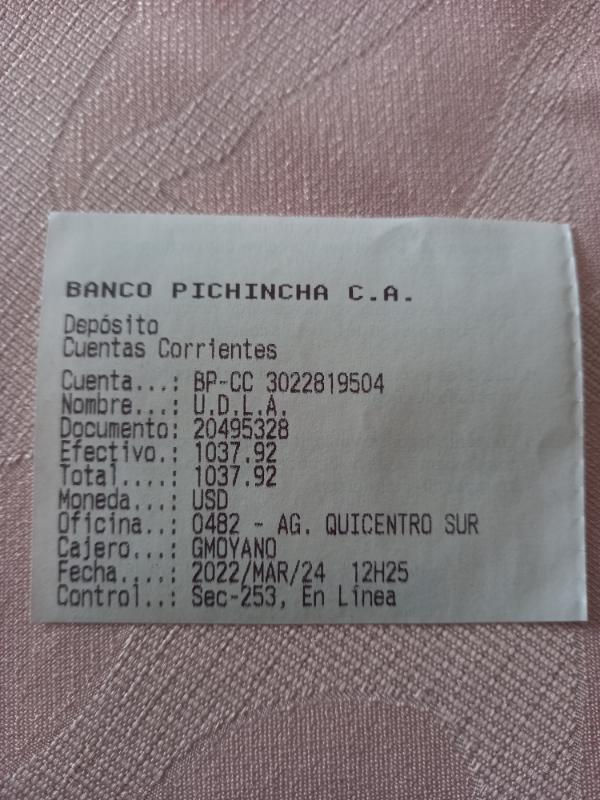 BANCO PICHINCHA C.A.
Depósito
Cuentas Corrientes
Cuenta...: BP-CC 3022819504
Nombre...: U.D.L.A.
Documento: 20495328
Efectivo.: 1037.92
Total....: 1037.92
Moneda...: USD
Oficina..: 0482 - AG. QUICENTRO SUR
Cajero...: GMOYANO
Fecha....: 2022/MAR/24 12H25
Control..: Sec-253, En Línea